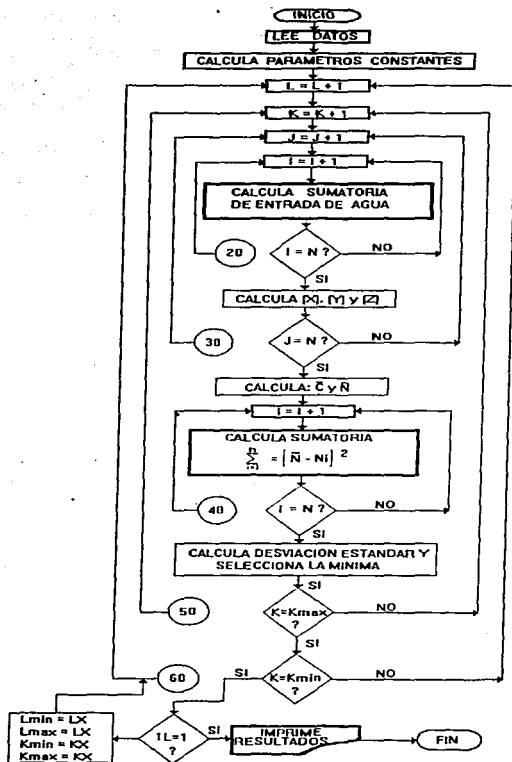 INICIO
LEE DATOS
CALCULA PARAMETROS CONSTANTES
L = L + 1
K = K + 1
J = J + 1
I = I + 1
CALCULA SUMATORIA
DE ENTRADA DE AGUA
20
I = N ?
NO
SI
CALCULA [X], [Y] y [Z]
30
J = N ?
NO
SI
CALCULA: C̄ y N̄
I = I + 1
CALCULA SUMATORIA
∑ = [ N̄ - Ni ] 2
40
I = N ?
NO
SI
CALCULA DESVIACION ESTANDAR Y
SELECCIONA LA MINIMA
SI
50
K=Kmax
?
NO
SI
60
SI
K=Kmin
?
NO
Lmin = LX
Lmax = LX
Kmin = KX
Kmax = KX
1L=1
?
SI
IMPRIME
RESULTADOS
FIN